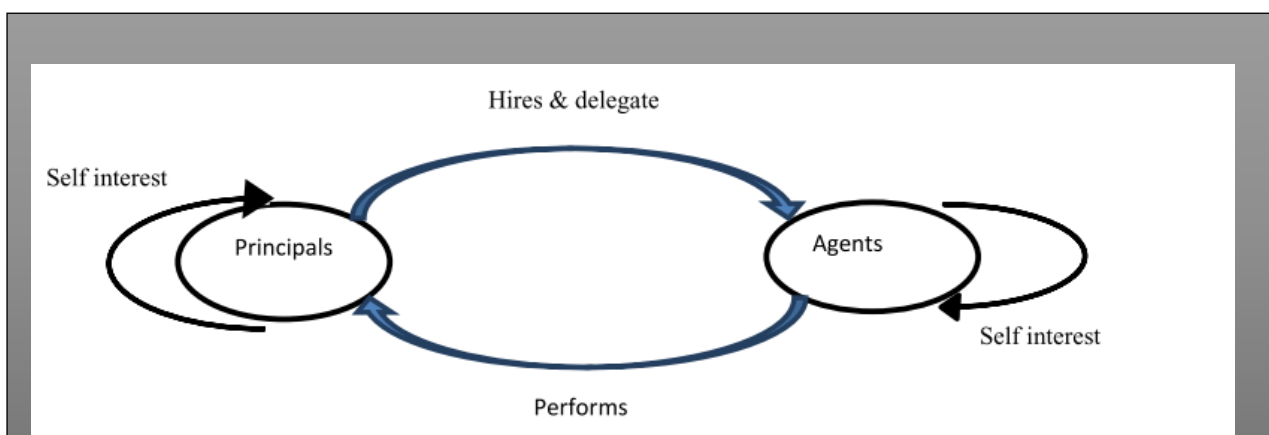 Hires & delegate
Self interest
Principals
Agents
Self interest
Performs